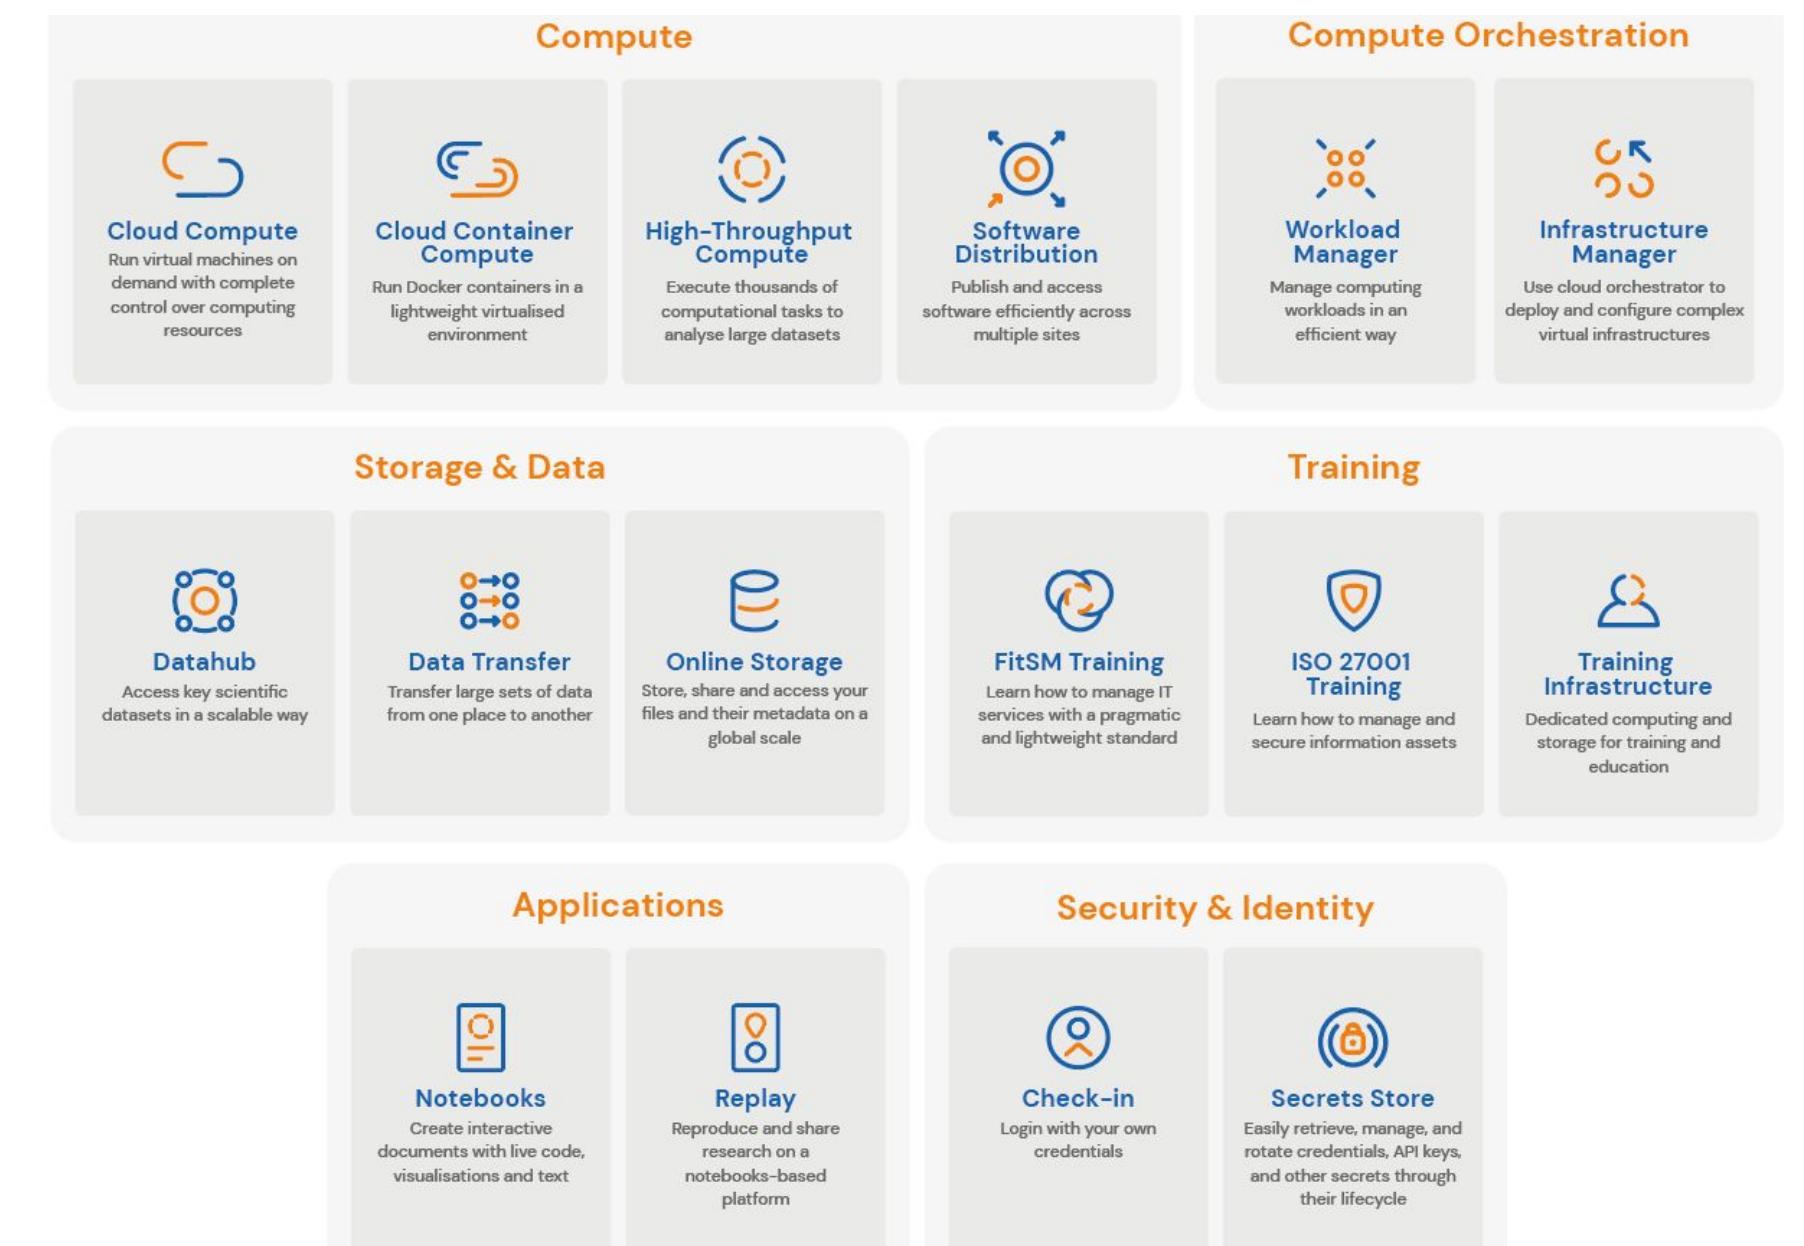 Compute
Cloud Compute
Run virtual machines on
demand with complete
control over computing
resources
Cloud Container
Compute
Run Docker containers in a
lightweight virtualised
environment
High-Throughput
Compute
Execute thousands of
computational tasks to
analyse large datasets
Software
Distribution
Publish and access
software efficiently across
multiple sites
Compute Orchestration
Workload
Manager
Manage computing
workloads in an
efficient way
Infrastructure
Manager
Use cloud orchestrator to
deploy and configure complex
virtual infrastructures
Storage & Data
Datahub
Access key scientific
datasets in a scalable way
Data Transfer
Transfer large sets of data
from one place to another
Online Storage
Store, share and access your
files and their metadata on a
global scale
Training
FitSM Training
Learn how to manage IT
services with a pragmatic
and lightweight standard
ISO 27001
Training
Learn how to manage and
secure information assets
Training
Infrastructure
Dedicated computing and
storage for training and
education
Applications
Notebooks
Create interactive
documents with live code,
visualisations and text
Replay
Reproduce and share
research on a
notebooks-based
platform
Security & Identity
Check-in
Login with your own
credentials
Secrets Store
Easily retrieve, manage, and
rotate credentials, API keys,
and other secrets through
their lifecycle